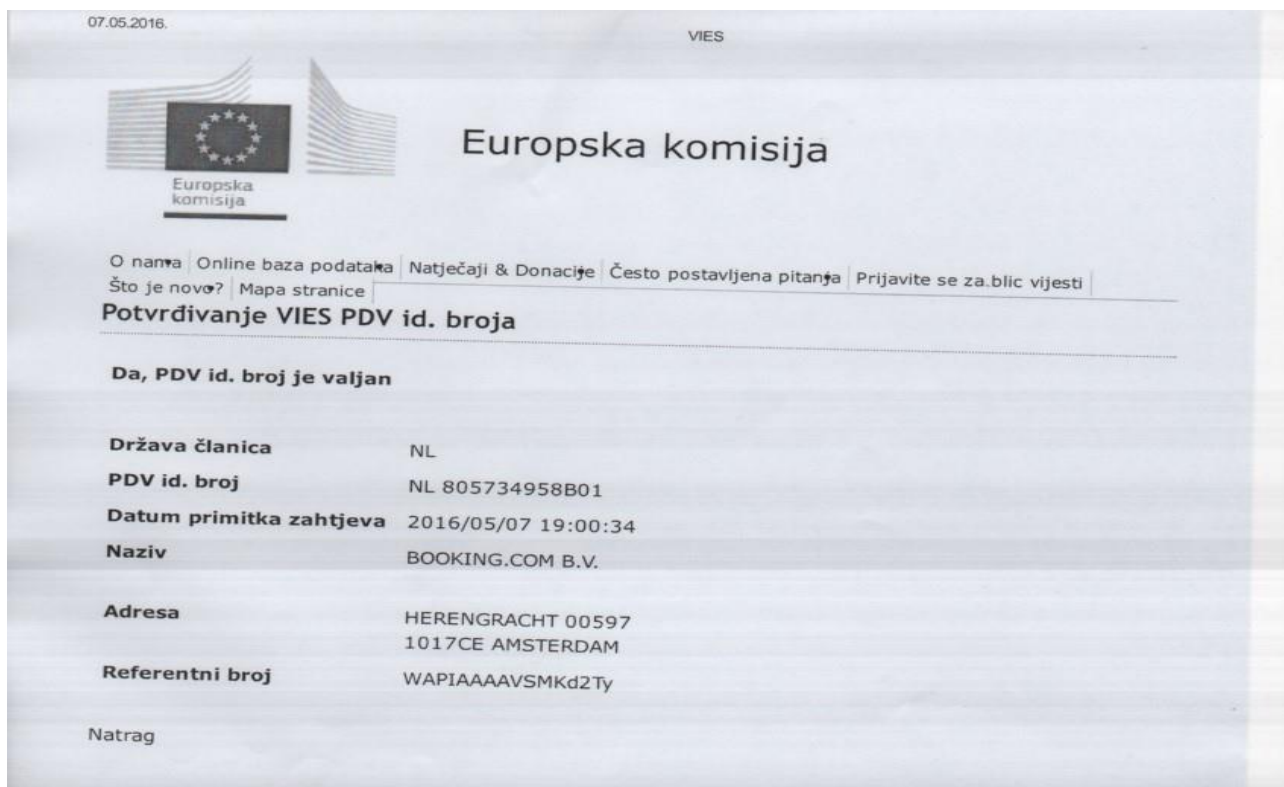 07.05.2016.
VIES
Europska komisija
Europska
komisija
O nama Online baza podataka Natječaji & Donacije Često postavljena pitanja Prijavite se za blic vijesti
Što je novo? Mapa stranice
Potvrđivanje VIES PDV id. broja
Da, PDV id. broj je valjan
Država članica NL
PDV id. broj NL 805734958B01
Datum primitka zahtjeva 2016/05/07 19:00:34
Naziv BOOKING.COM B.V.
Adresa HERENGRACHT 00597
1017CE AMSTERDAM
Referentni broj WAPIAAAAVSMKd2Ty
Natrag